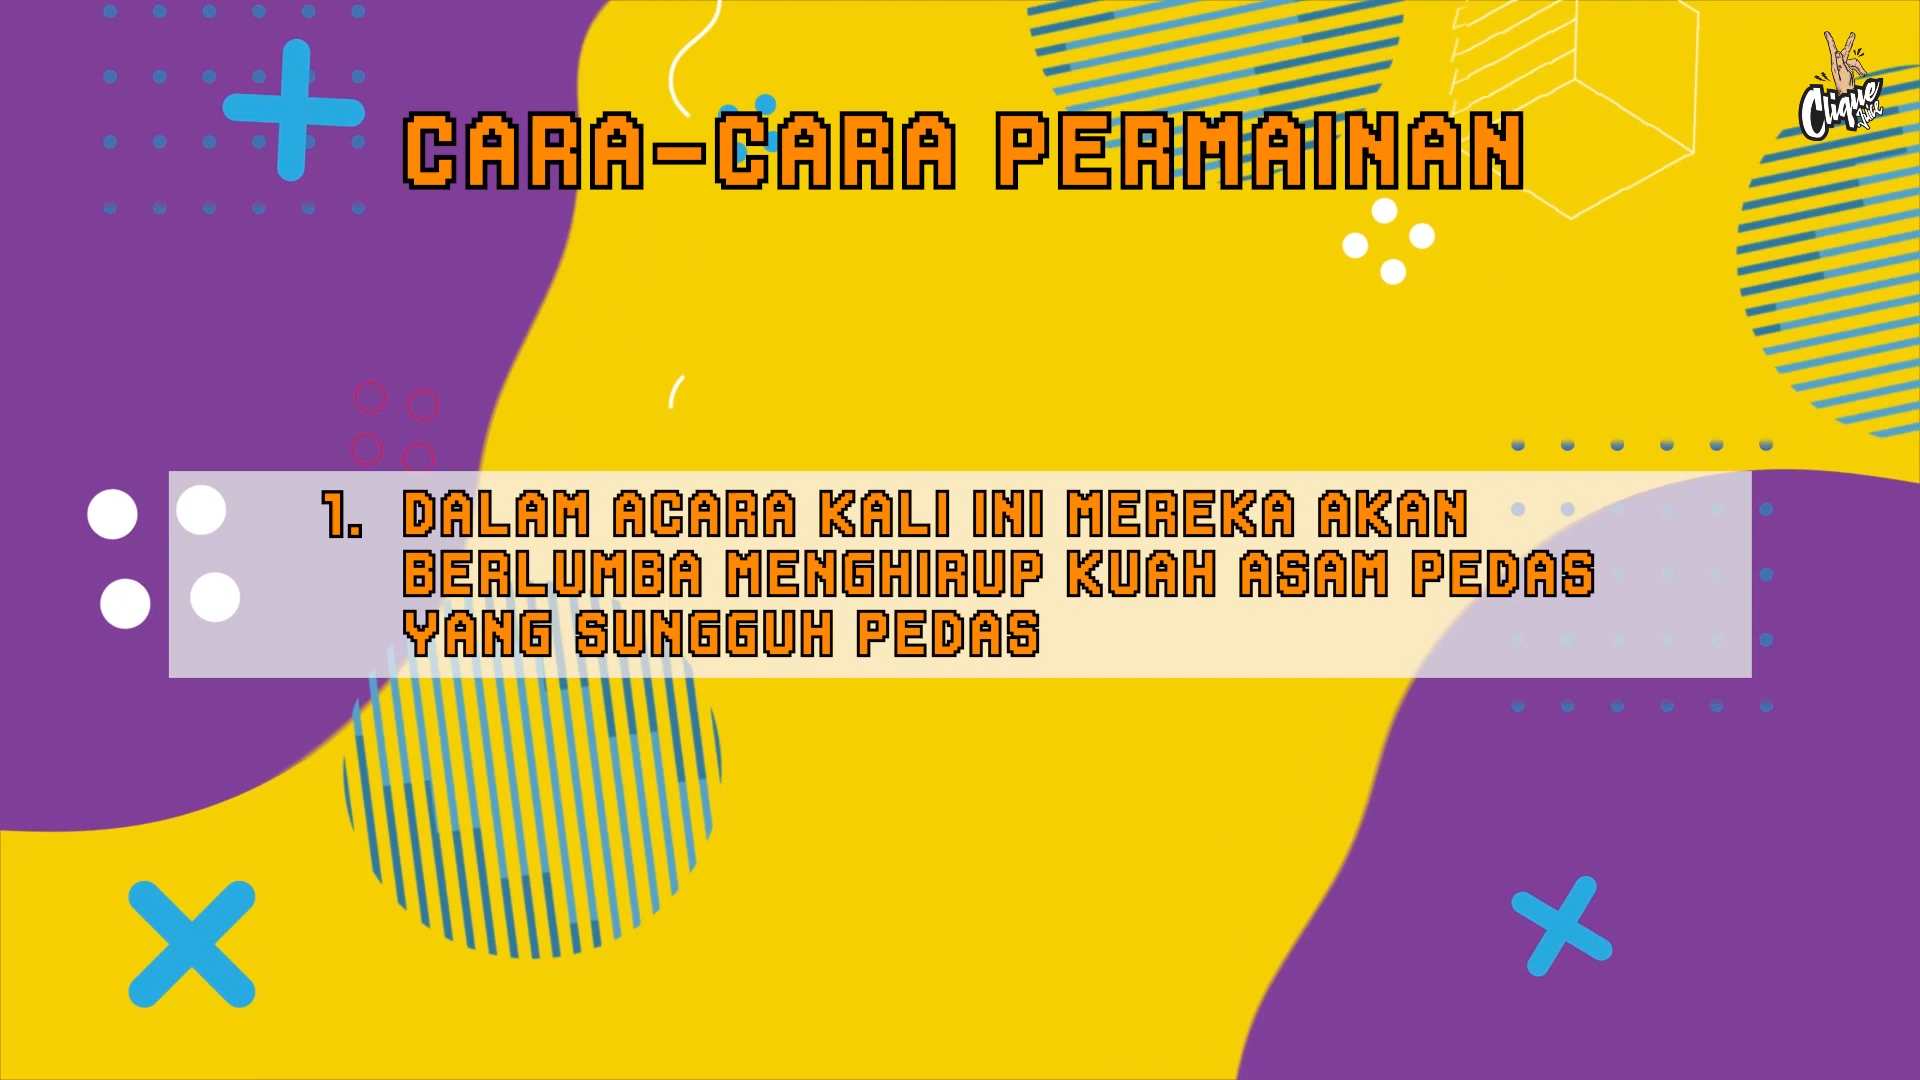 Clique
Juice
CARA-CARA PERMAINAN
1. DALAM ACARA KALI INI MEREKA AKAN
BERLUMBA MENGHIRUP KUAH ASAM PEDAS
YANG SUNGGUH PEDAS